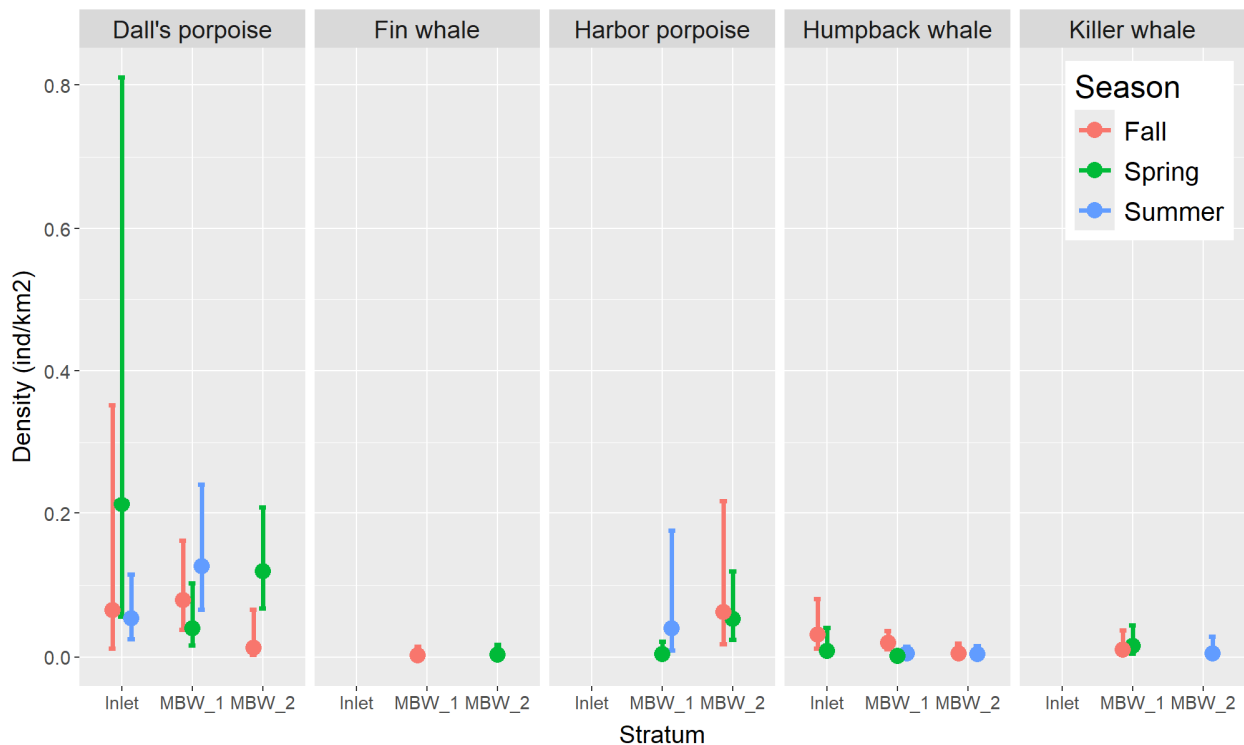 Dall's porpoise Fin whale Harbor porpoise Humpback whale Killer whale
Season
Fall
Spring
Summer
0.8
0.6
0.4
0.2
0.0
Density (ind/km2)
Inlet MBW_1 MBW_2 Inlet MBW_1 MBW_2 Inlet MBW_1 MBW_2 Inlet MBW_1 MBW_2 Inlet MBW_1 MBW_2
Stratum